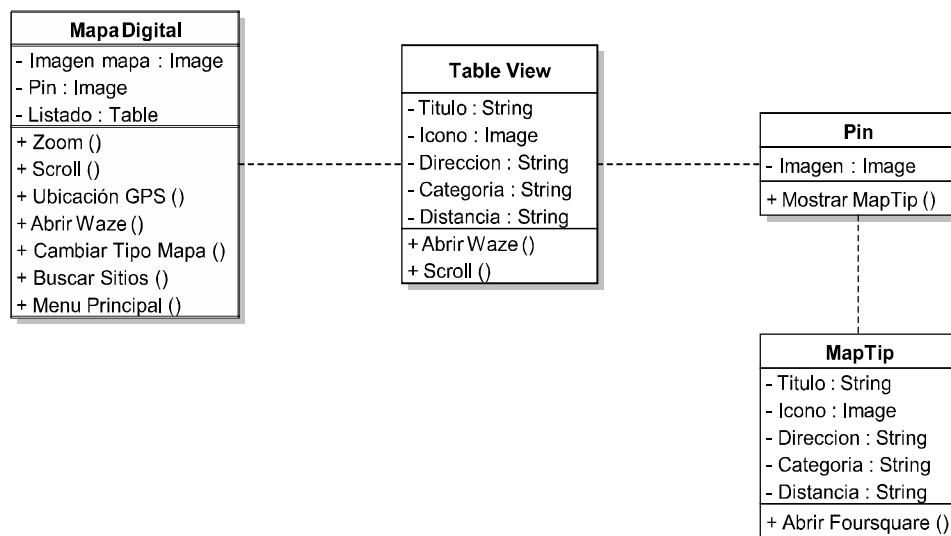 Mapa Digital
- Imagen mapa : Image
- Pin : Image
- Listado : Table
+ Zoom ()
+ Scroll ()
+ Ubicación GPS ()
+ Abrir Waze ()
+ Cambiar Tipo Mapa ()
+ Buscar Sitios ()
+ Menu Principal ()
Table View
- Titulo : String
- Icono : Image
- Direccion : String
- Categoria : String
- Distancia : String
+ Abrir Waze ()
+ Scroll ()
Pin
- Imagen : Image
+ Mostrar MapTip ()
MapTip
- Titulo : String
- Icono : Image
- Direccion : String
- Categoria : String
- Distancia : String
+ Abrir Foursquare ()